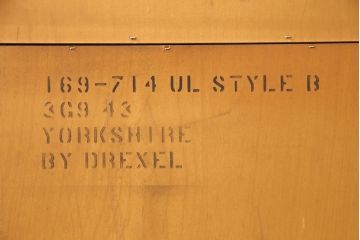 169-714 UL STYLE B
3G9 43
YORKSHIRE
BY DREXEL